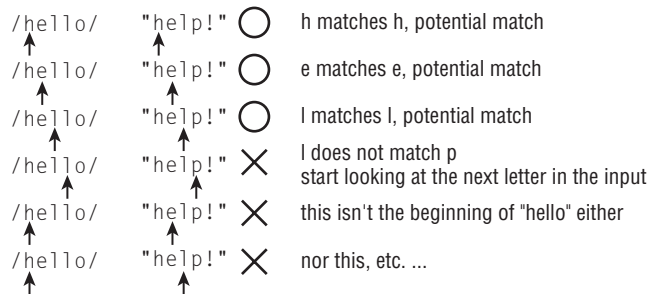 /hello/ "help!" h matches h, potential match
/hello/ "help!" e matches e, potential match
/hello/ "help!" l matches l, potential match
/hello/ "help!" l does not match p
start looking at the next letter in the input
/hello/ "help!" this isn't the beginning of "hello" either
/hello/ "help!" nor this, etc. ...